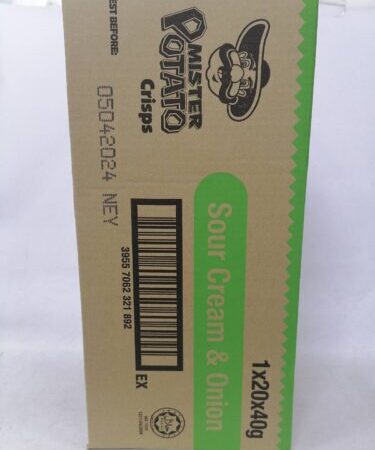 MISTER
POTATO
Crisps
EST BEFORE:
05042024 NEY
Sour Cream & Onion
1x20x40g
3955 7062 321 892
EX